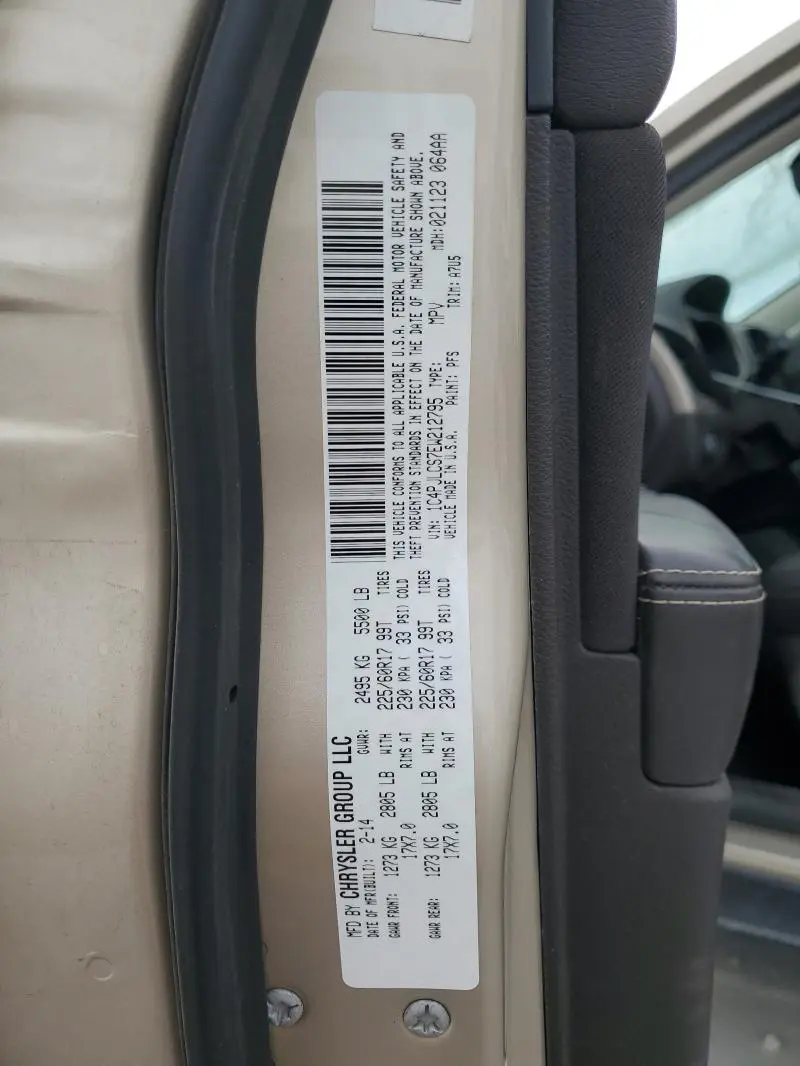 MFD BY CHRYSLER GROUP LLC
DATE OF MFR(BUILT): 2-14 GVWR: 2495 KG 5500 LB
GAWR FRONT: 1273 KG 2805 LB WITH 225/60R17 99T TIRES
17X7.0 RIMS AT 230 KPA ( 33 PSI) COLD
GAWR REAR: 1273 KG 2805 LB WITH 225/60R17 99T TIRES
17X7.0 RIMS AT 230 KPA ( 33 PSI) COLD
THIS VEHICLE CONFORMS TO ALL APPLICABLE U.S.A. FEDERAL MOTOR VEHICLE SAFETY AND
THEFT PREVENTION STANDARDS IN EFFECT ON THE DATE OF MANUFACTURE SHOWN ABOVE.
VIN: 1C4PJLCS7EW212795 TYPE: MPV MDH:021123 064AA
VEHICLE MADE IN U.S.A. PAINT: PFS TRIM: A7U5